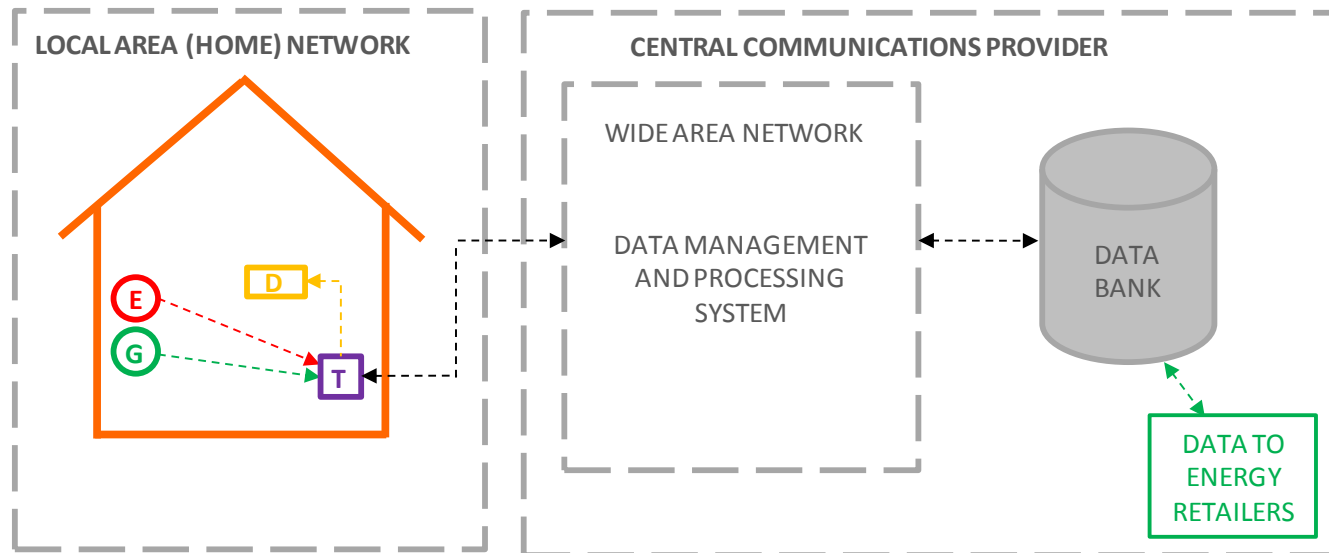 LOCAL AREA (HOME) NETWORK
CENTRAL COMMUNICATIONS PROVIDER
WIDE AREA NETWORK
DATA MANAGEMENT
AND PROCESSING
SYSTEM
DATA
BANK
D
E
G
T
DATA TO
ENERGY
RETAILERS